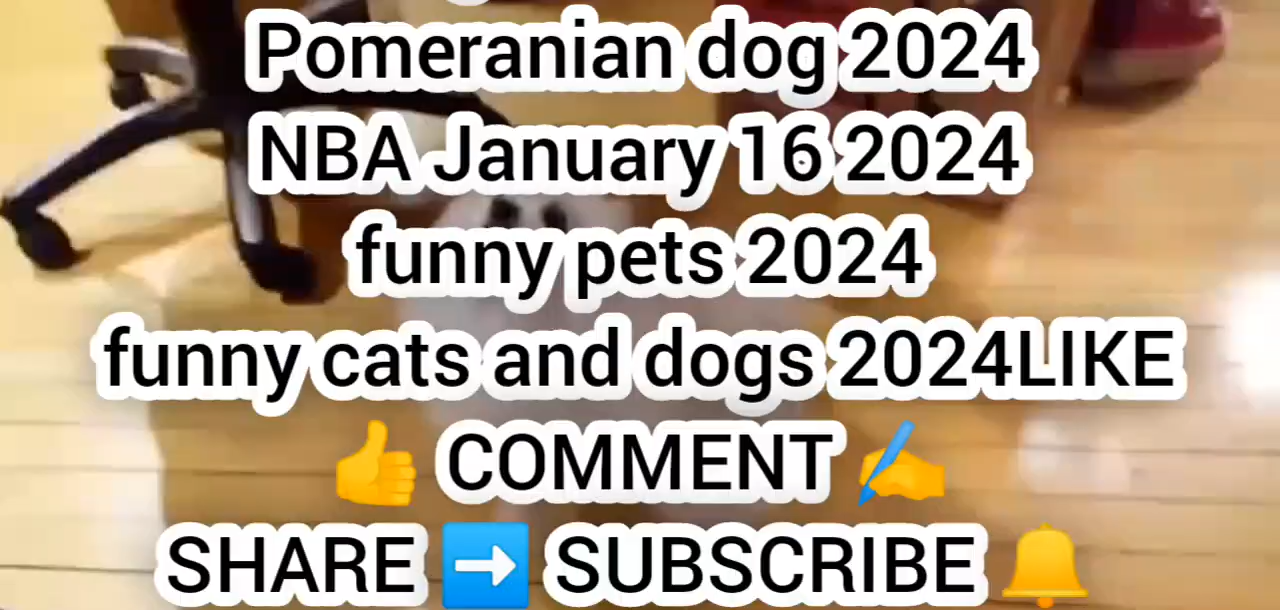 Pomeranian dog 2024
NBA January 16 2024
funny pets 2024
funny cats and dogs 2024LIKE
👍 COMMENT ✍️
SHARE ➡️ SUBSCRIBE 🔔